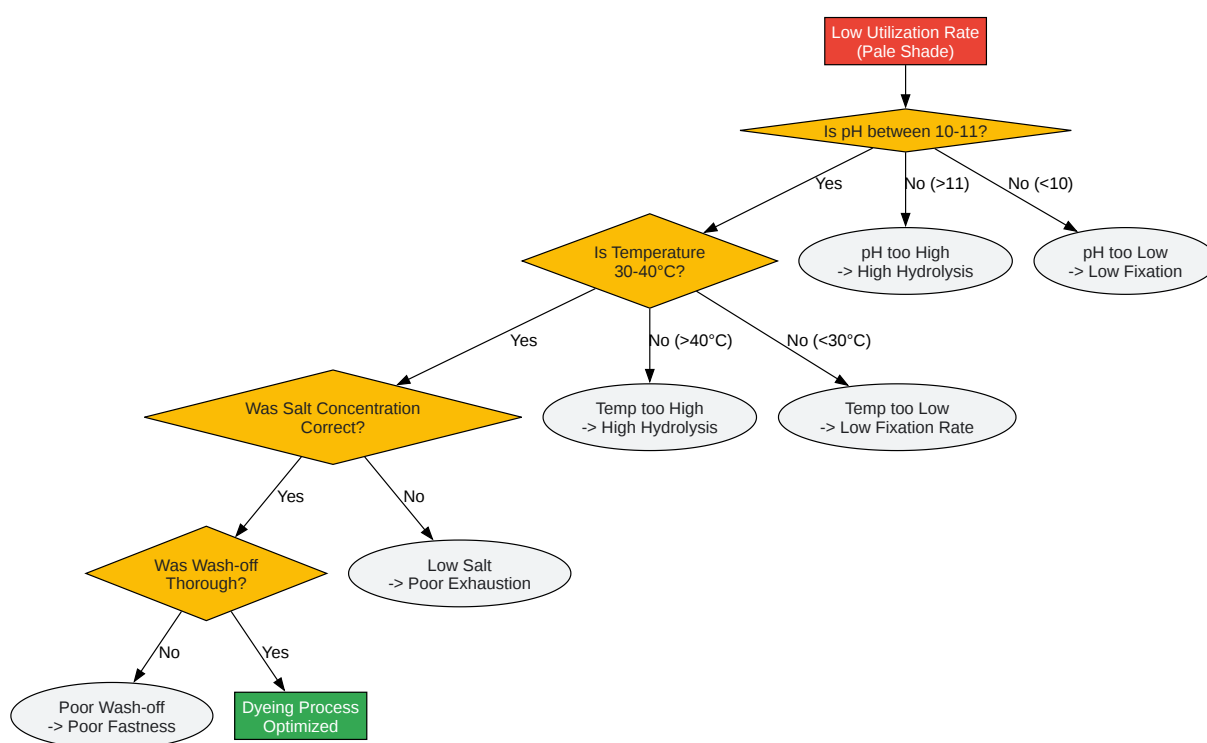 Low Utilization Rate
(Pale Shade)
Is pH between 10-11?
Yes
No (>11)
No (<10)
Is Temperature
30-40°C?
pH too High
-> High Hydrolysis
pH too Low
-> Low Fixation
Yes
No (>40°C)
No (<30°C)
Was Salt Concentration
Correct?
Temp too High
-> High Hydrolysis
Temp too Low
-> Low Fixation Rate
Yes
No
Was Wash-off
Thorough?
Low Salt
-> Poor Exhaustion
No
Yes
Poor Wash-off
-> Poor Fastness
Dyeing Process
Optimized